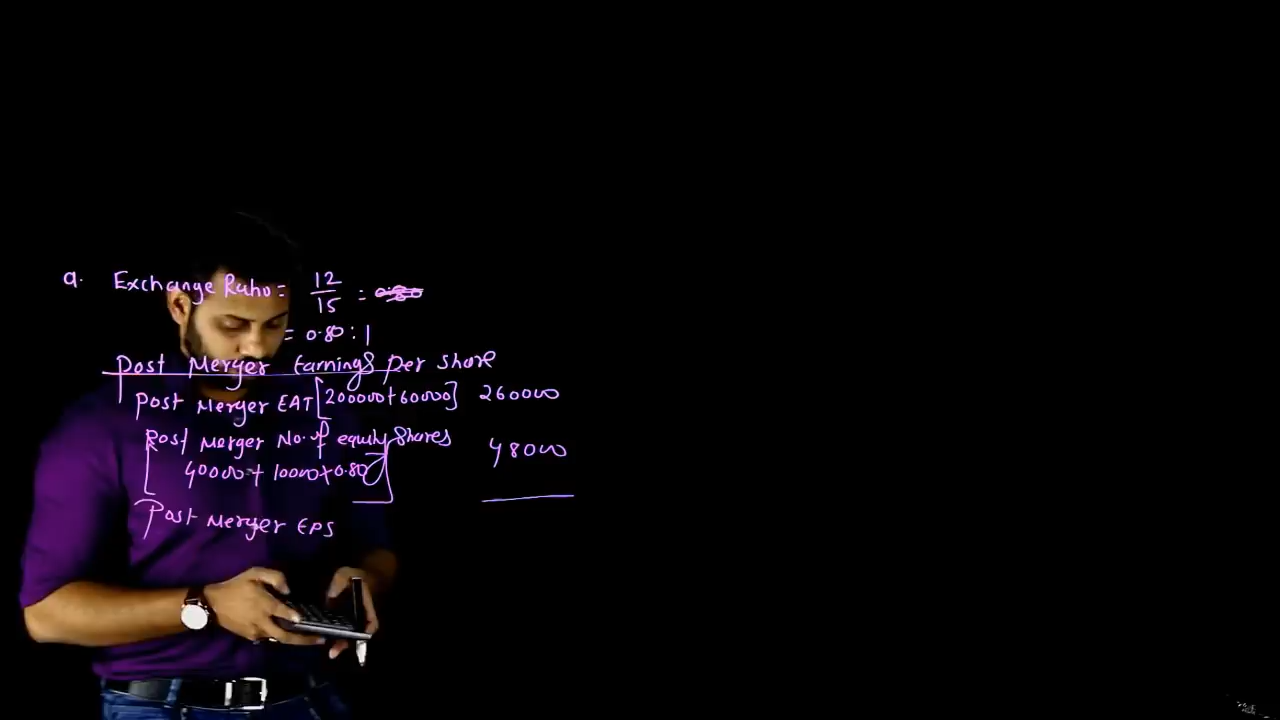 a. Exchange Ratio = 12/15 =
= 0.80 : 1
Post Merger Earnings per share
Post Merger EAT [200000+60000] 260000
Post Merger No. of equity Shares 48000
[40000 + 10000 × 0.80]
Post Merger EPS